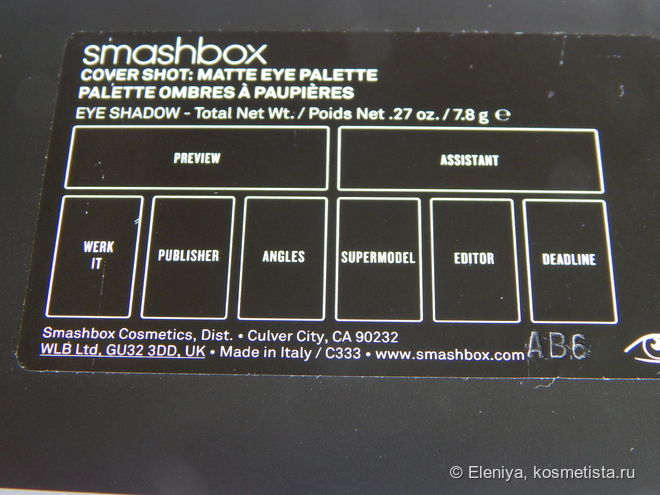 smashbox
COVER SHOT: MATTE EYE PALETTE
PALETTE OMBRES À PAUPIÈRES
EYE SHADOW - Total Net Wt. / Poids Net .27 oz. / 7.8 g ℮
PREVIEW
ASSISTANT
WERK
IT
PUBLISHER
ANGLES
SUPERMODEL
EDITOR
DEADLINE
Smashbox Cosmetics, Dist. • Culver City, CA 90232
WLB Ltd, GU32 3DD, UK • Made in Italy / C333 • www.smashbox.com
AB6
© Eleniya, kosmetista.ru